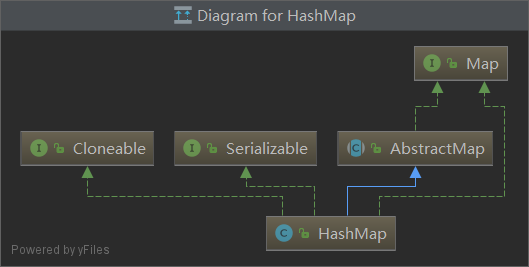 Diagram for HashMap
I Map
I Cloneable
I Serializable
C AbstractMap
C HashMap
Powered by yFiles